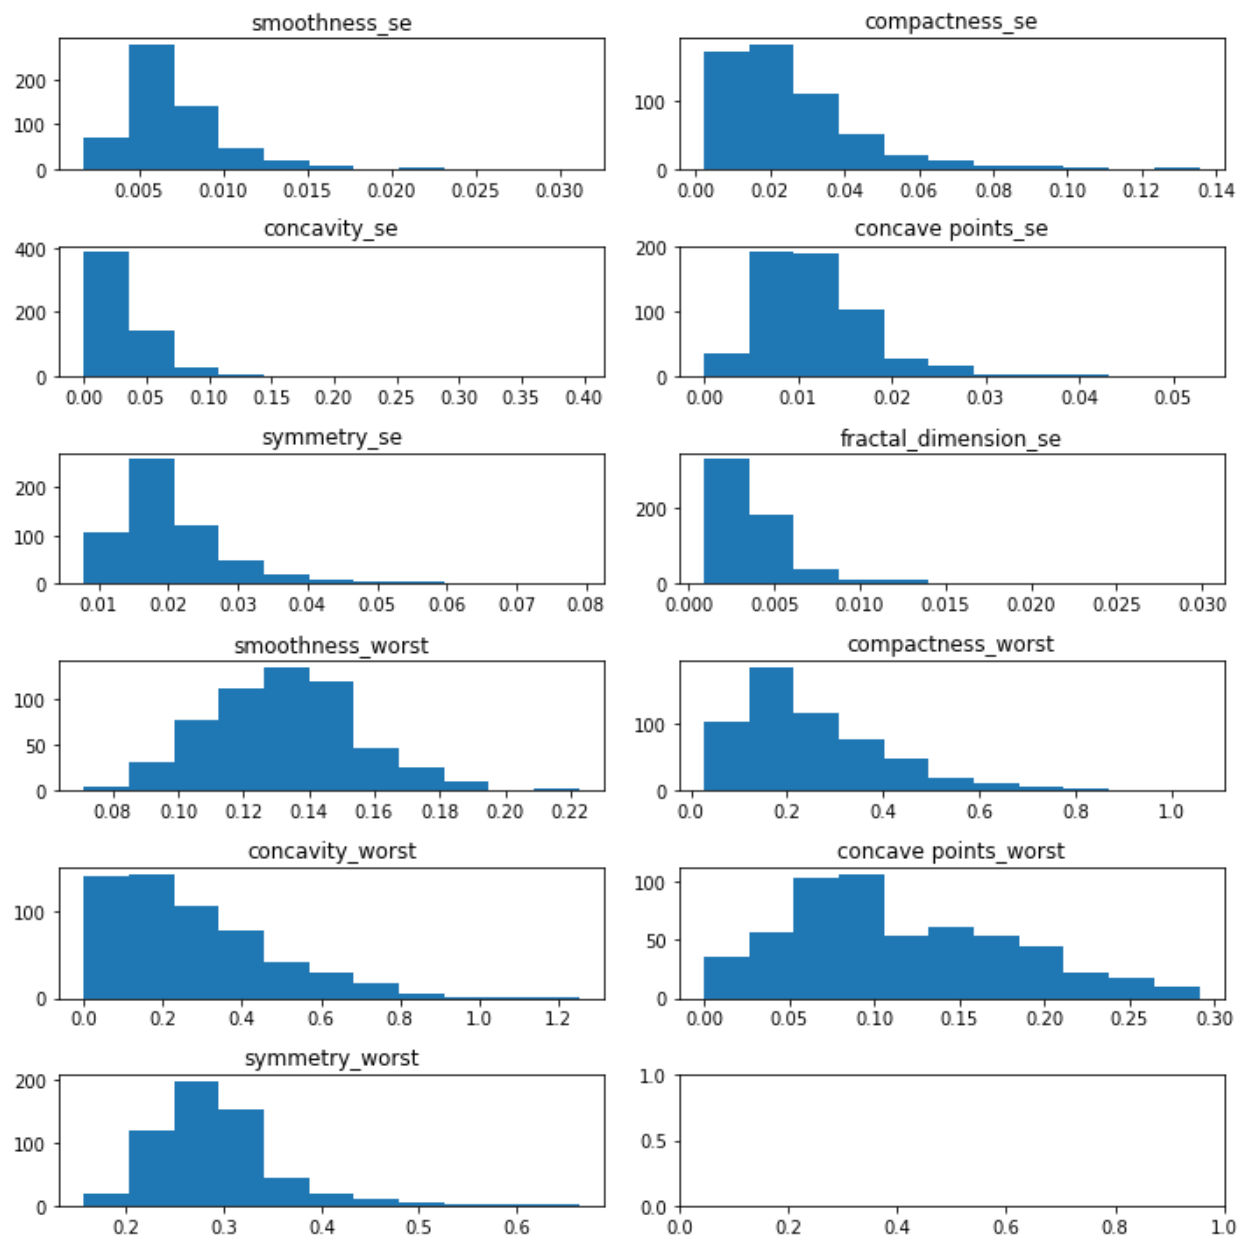 smoothness_se
200
100
0
0.005 0.010 0.015 0.020 0.025 0.030
compactness_se
100
0
0.00 0.02 0.04 0.06 0.08 0.10 0.12 0.14
concavity_se
400
200
0
0.00 0.05 0.10 0.15 0.20 0.25 0.30 0.35 0.40
concave points_se
200
100
0
0.00 0.01 0.02 0.03 0.04 0.05
symmetry_se
200
100
0
0.01 0.02 0.03 0.04 0.05 0.06 0.07 0.08
fractal_dimension_se
200
0
0.000 0.005 0.010 0.015 0.020 0.025 0.030
smoothness_worst
100
50
0
0.08 0.10 0.12 0.14 0.16 0.18 0.20 0.22
compactness_worst
100
0
0.0 0.2 0.4 0.6 0.8 1.0
concavity_worst
100
0
0.0 0.2 0.4 0.6 0.8 1.0 1.2
concave points_worst
100
50
0
0.00 0.05 0.10 0.15 0.20 0.25 0.30
symmetry_worst
200
100
0
0.2 0.3 0.4 0.5 0.6
1.0
0.5
0.0
0.0 0.2 0.4 0.6 0.8 1.0